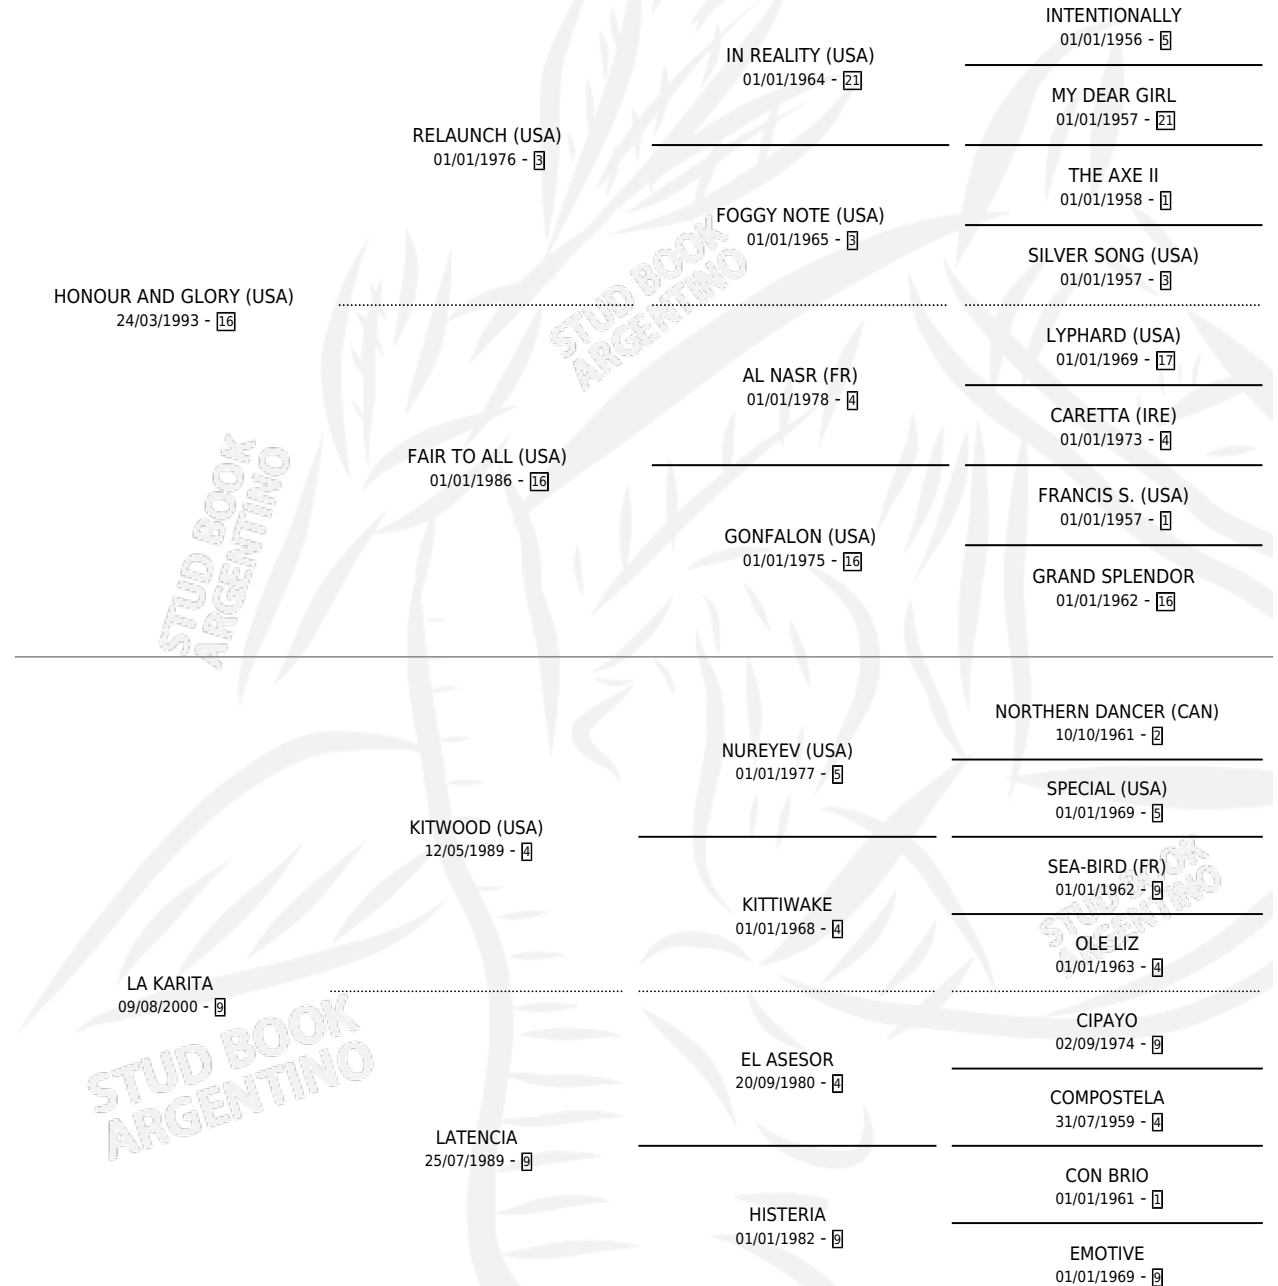 INTENTIONALLY
01/01/1956 - 5
IN REALITY (USA)
01/01/1964 - 21
MY DEAR GIRL
01/01/1957 - 21
RELAUNCH (USA)
01/01/1976 - 3
THE AXE II
01/01/1958 - 1
FOGGY NOTE (USA)
01/01/1965 - 3
SILVER SONG (USA)
01/01/1957 - 3
HONOUR AND GLORY (USA)
24/03/1993 - 16
LYPHARD (USA)
01/01/1969 - 17
AL NASR (FR)
01/01/1978 - 4
CARETTA (IRE)
01/01/1973 - 4
FAIR TO ALL (USA)
01/01/1986 - 16
FRANCIS S. (USA)
01/01/1957 - 1
GONFALON (USA)
01/01/1975 - 16
GRAND SPLENDOR
01/01/1962 - 16
NORTHERN DANCER (CAN)
10/10/1961 - 2
NUREYEV (USA)
01/01/1977 - 5
SPECIAL (USA)
01/01/1969 - 5
KITWOOD (USA)
12/05/1989 - 4
SEA-BIRD (FR)
01/01/1962 - 9
KITTIWAKE
01/01/1968 - 4
OLE LIZ
01/01/1963 - 4
LA KARITA
09/08/2000 - 9
CIPAYO
02/09/1974 - 9
EL ASESOR
20/09/1980 - 4
COMPOSTELA
31/07/1959 - 4
LATENCIA
25/07/1989 - 9
CON BRIO
01/01/1961 - 1
HISTERIA
01/01/1982 - 9
EMOTIVE
01/01/1969 - 9
STUD BOOK
ARGENTINO
STUD BOOK
ARGENTINO
STUD BOOK
ARGENTINO
STUD BOOK
ARGENTINO